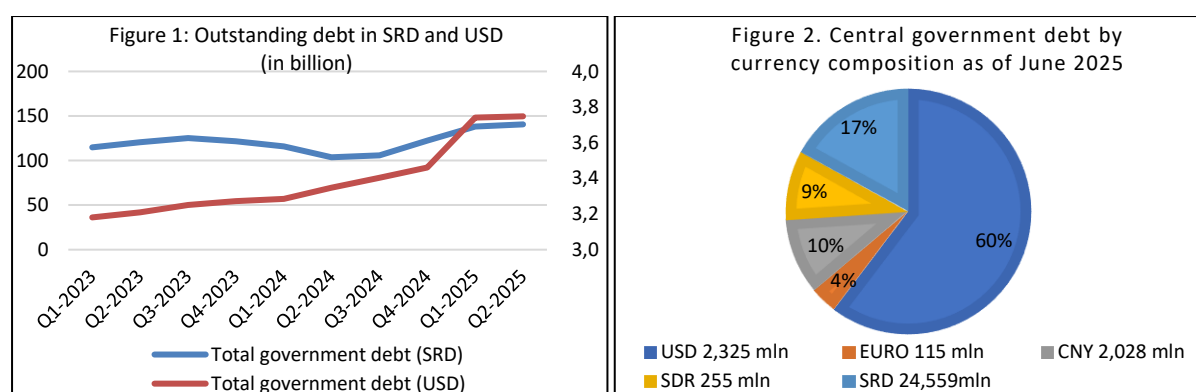 Figure 1: Outstanding debt in SRD and USD
(in billion)
200
150
100
50
0
4,0
3,8
3,6
3,4
3,2
3,0
Q1-2023
Q2-2023
Q3-2023
Q4-2023
Q1-2024
Q2-2024
Q3-2024
Q4-2024
Q1-2025
Q2-2025
Total government debt (SRD)
Total government debt (USD)
Figure 2. Central government debt by
currency composition as of June 2025
17%
9%
10%
4%
60%
USD 2,325 mln
EURO 115 mln
CNY 2,028 mln
SDR 255 mln
SRD 24,559mln